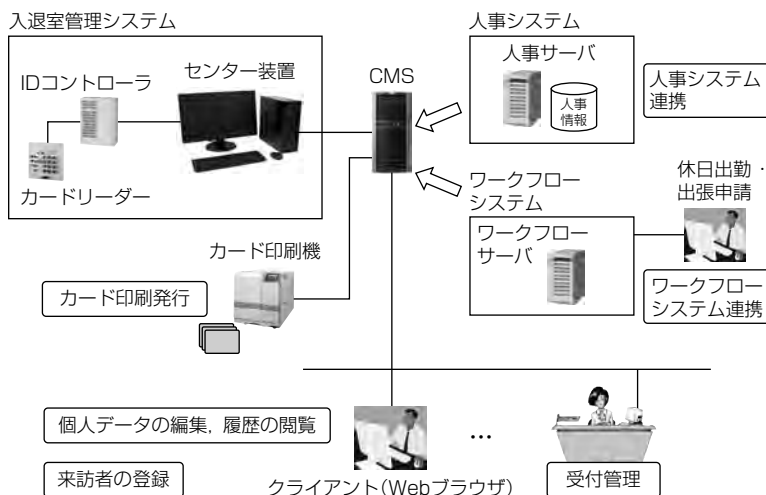 入退室管理システム
IDコントローラ
センター装置
カードリーダー
CMS
人事システム
人事サーバ
人事
情報
人事システム
連携
ワークフロー
システム
ワークフロー
サーバ
休日出勤・
出張申請
ワークフロー
システム連携
カード印刷機
カード印刷発行
個人データの編集，履歴の閲覧
来訪者の登録
…
クライアント(Webブラウザ)
受付管理